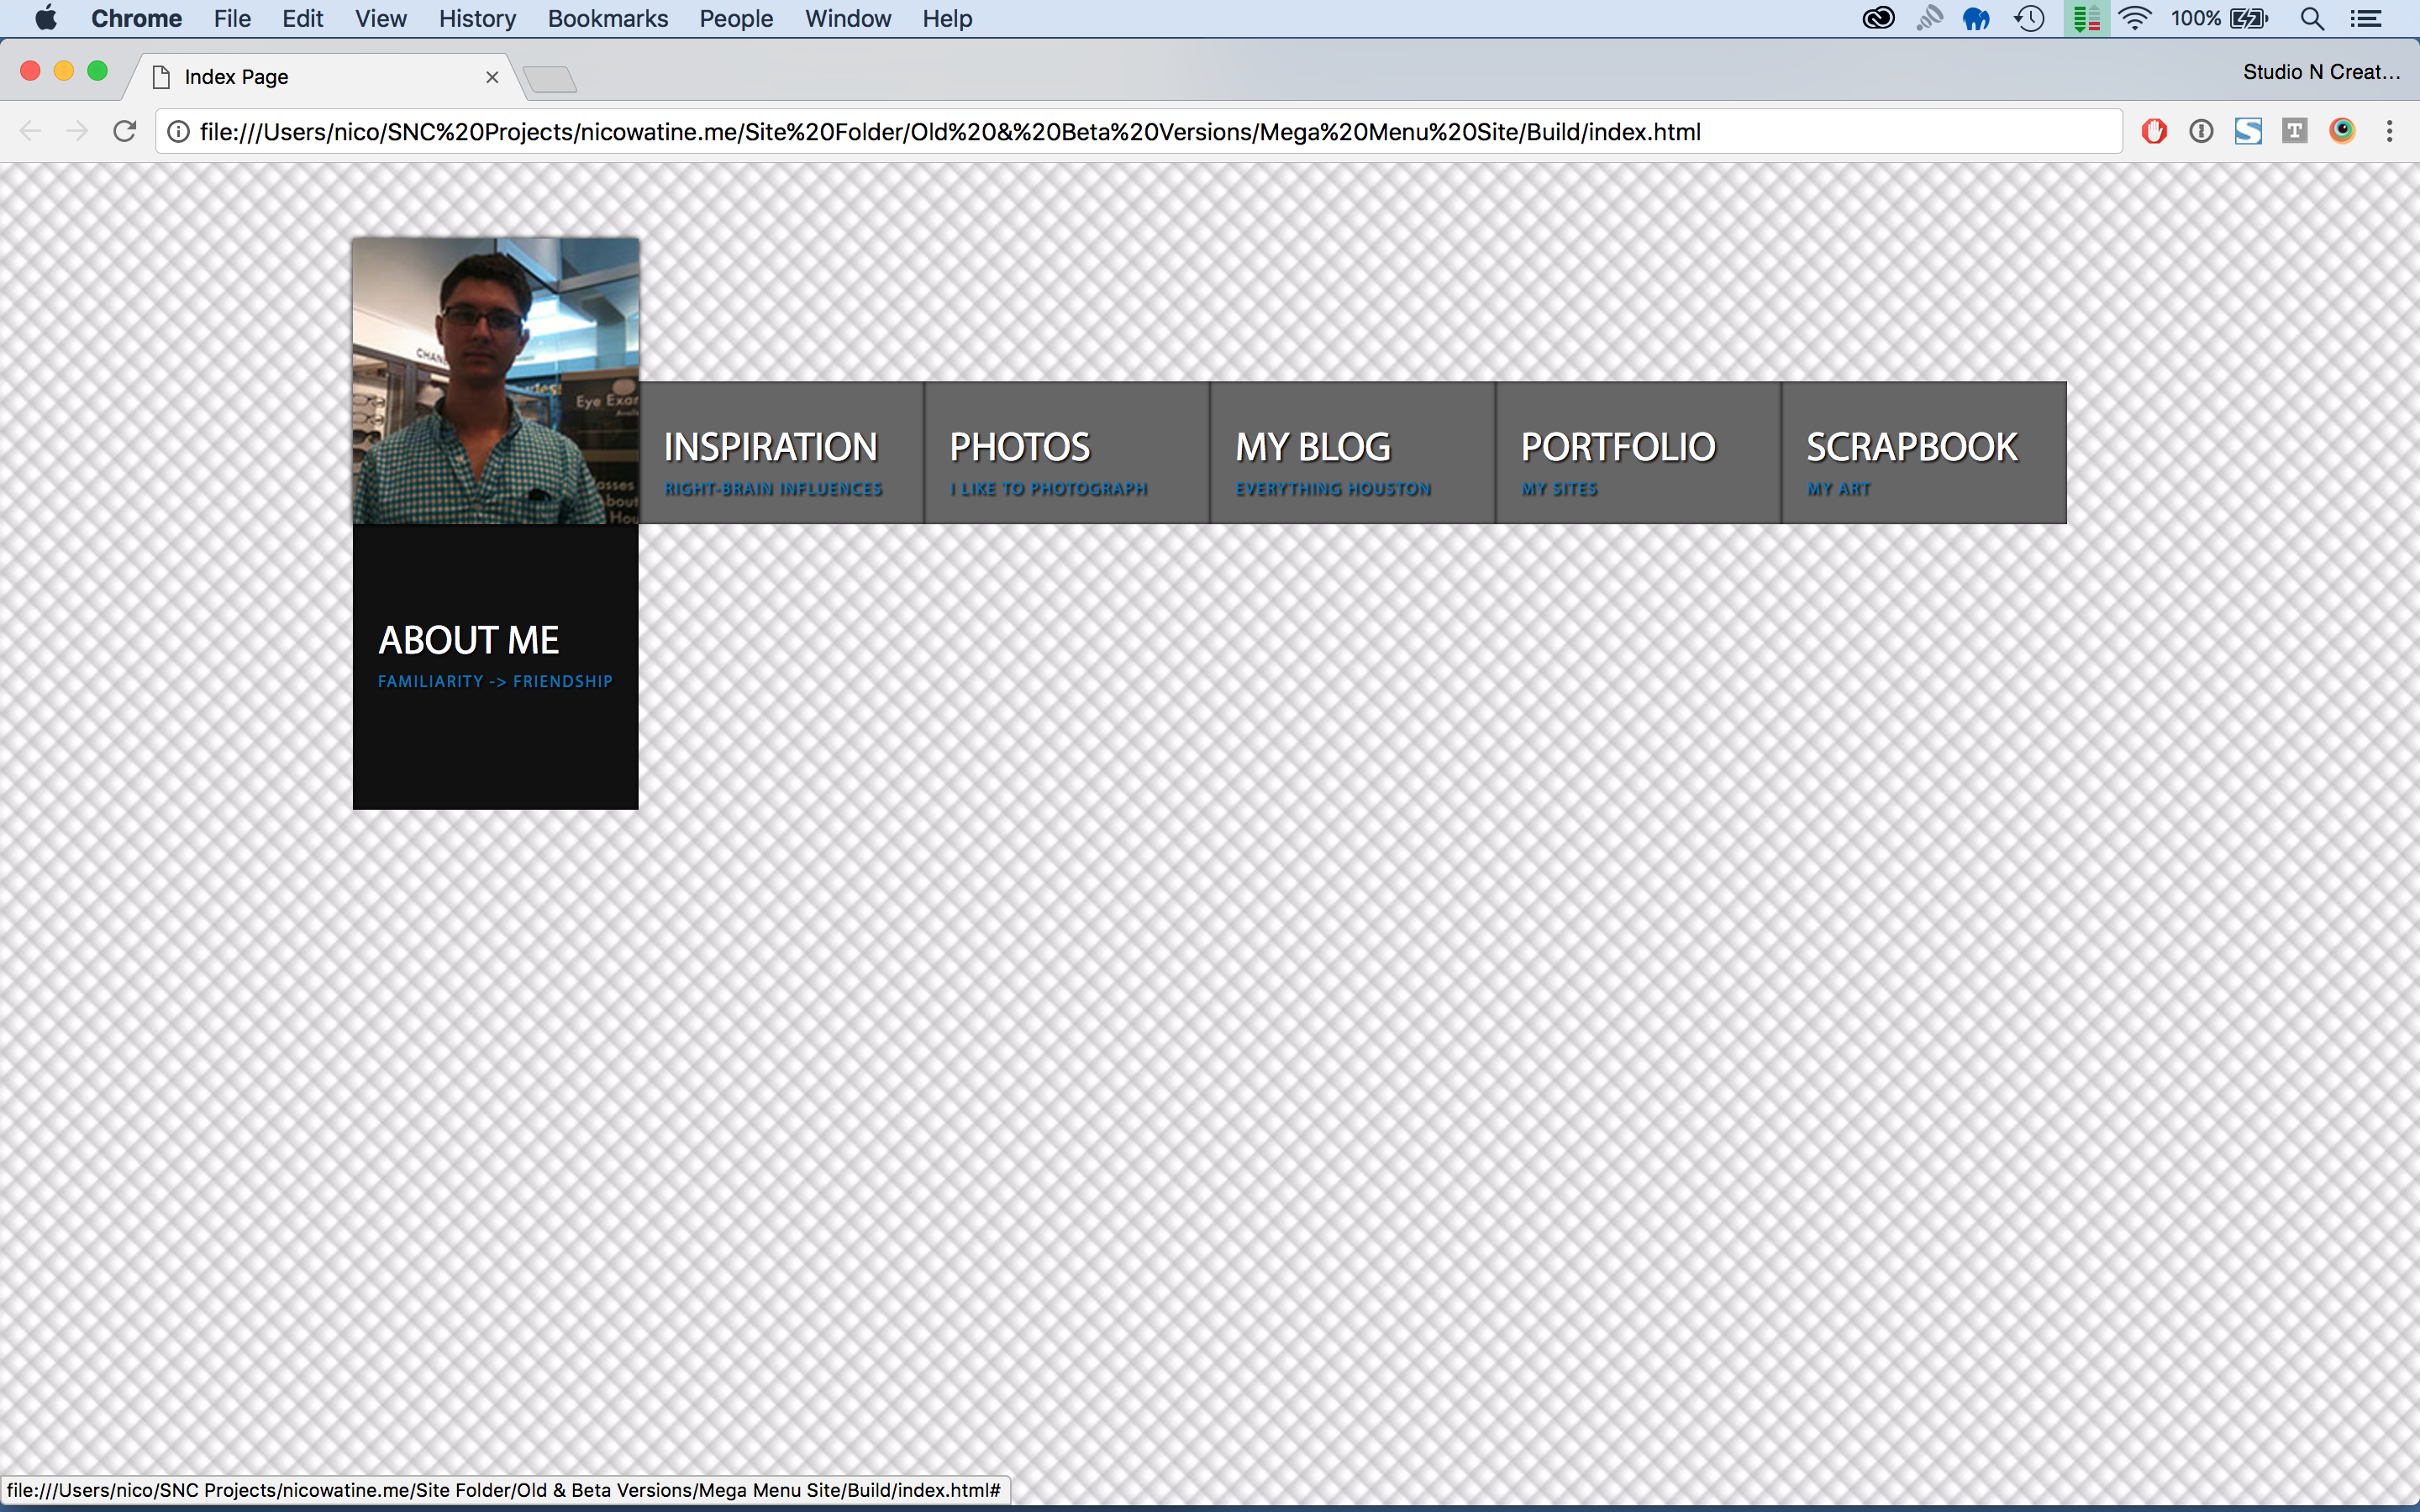 Chrome File Edit View History Bookmarks People Window Help 100%
Index Page
Studio N Creat...
file:///Users/nico/SNC%20Projects/nicowatine.me/Site%20Folder/Old%20&%20Beta%20Versions/Mega%20Menu%20Site/Build/index.html
T
CHAN
Eye Exa
INSPIRATION
RIGHT-BRAIN INFLUENCES
PHOTOS
I LIKE TO PHOTOGRAPH
MY BLOG
EVERYTHING HOUSTON
PORTFOLIO
MY SITES
SCRAPBOOK
MY ART
ABOUT ME
FAMILIARITY -> FRIENDSHIP
file:///Users/nico/SNC Projects/nicowatine.me/Site Folder/Old & Beta Versions/Mega Menu Site/Build/index.html#